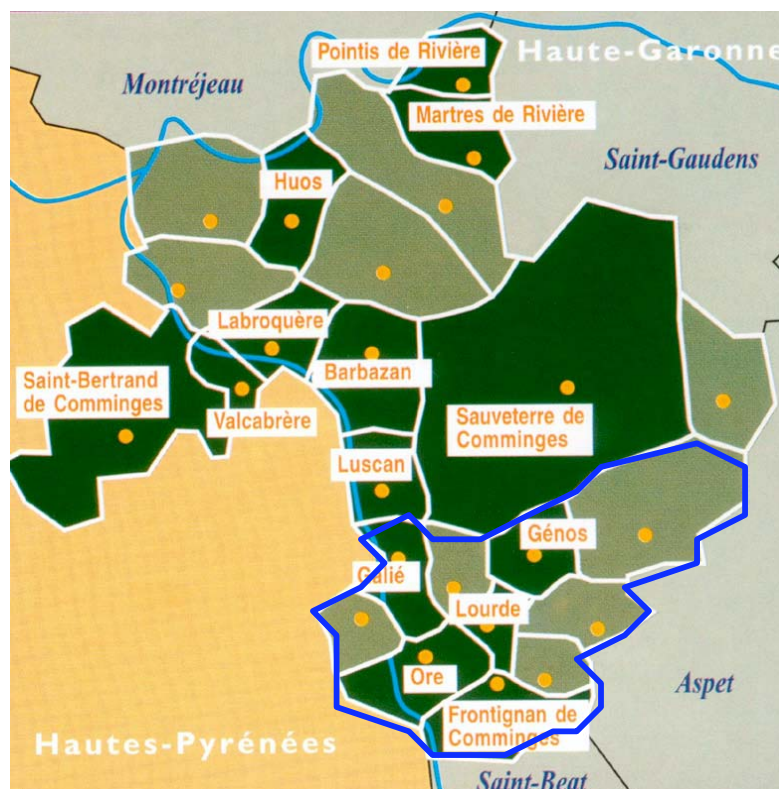 Pointis de Rivière
Haute-Garonne
Montréjeau
Martres de Rivière
Saint-Gaudens
Huos
Labroquère
Saint-Bertrand
de Comminges
Barbazan
Valcabrère
Sauveterre de
Comminges
Luscan
Génos
Galié
Lourde
Ore
Aspet
Frontignan de
Comminges
Hautes-Pyrénées
Saint-Beat